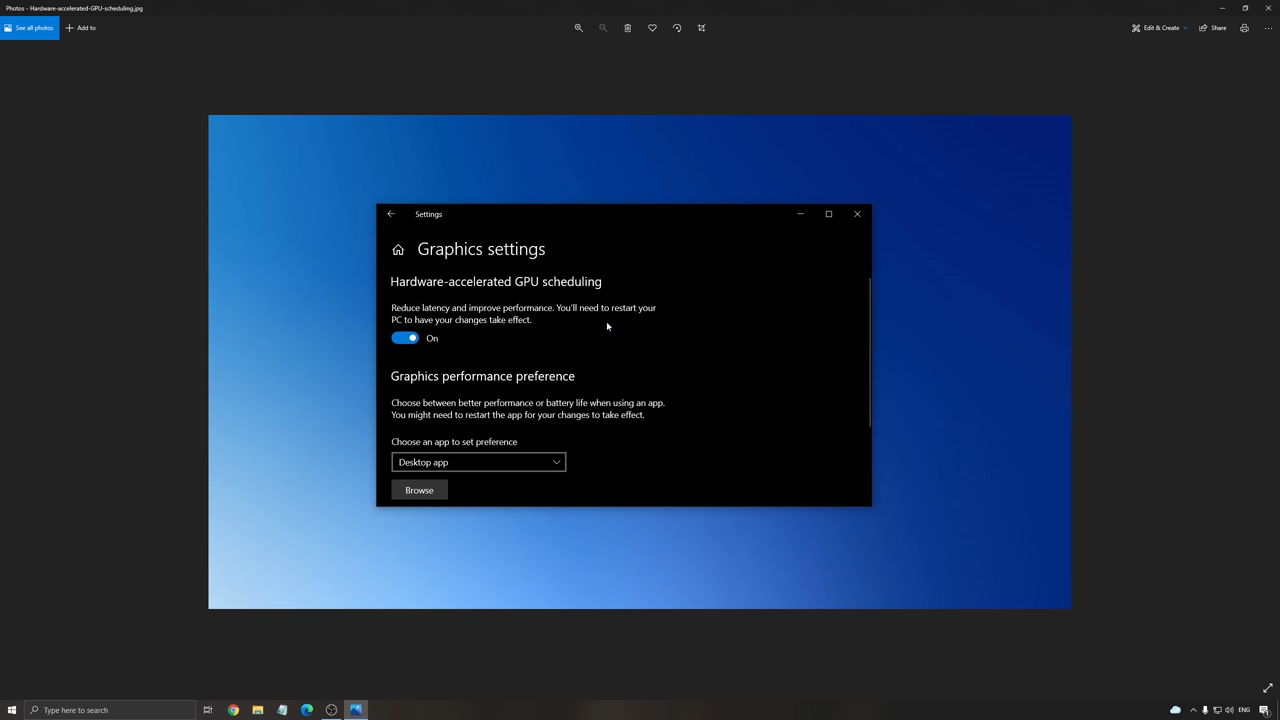 Photos - Hardware-accelerated-GPU-scheduling.jpg
See all photos
Add to
Edit & Create
Share
Settings
Graphics settings
Hardware-accelerated GPU scheduling
Reduce latency and improve performance. You'll need to restart your
PC to have your changes take effect.
On
Graphics performance preference
Choose between better performance or battery life when using an app.
You might need to restart the app for your changes to take effect.
Choose an app to set preference
Desktop app
Browse
Type here to search
ENG